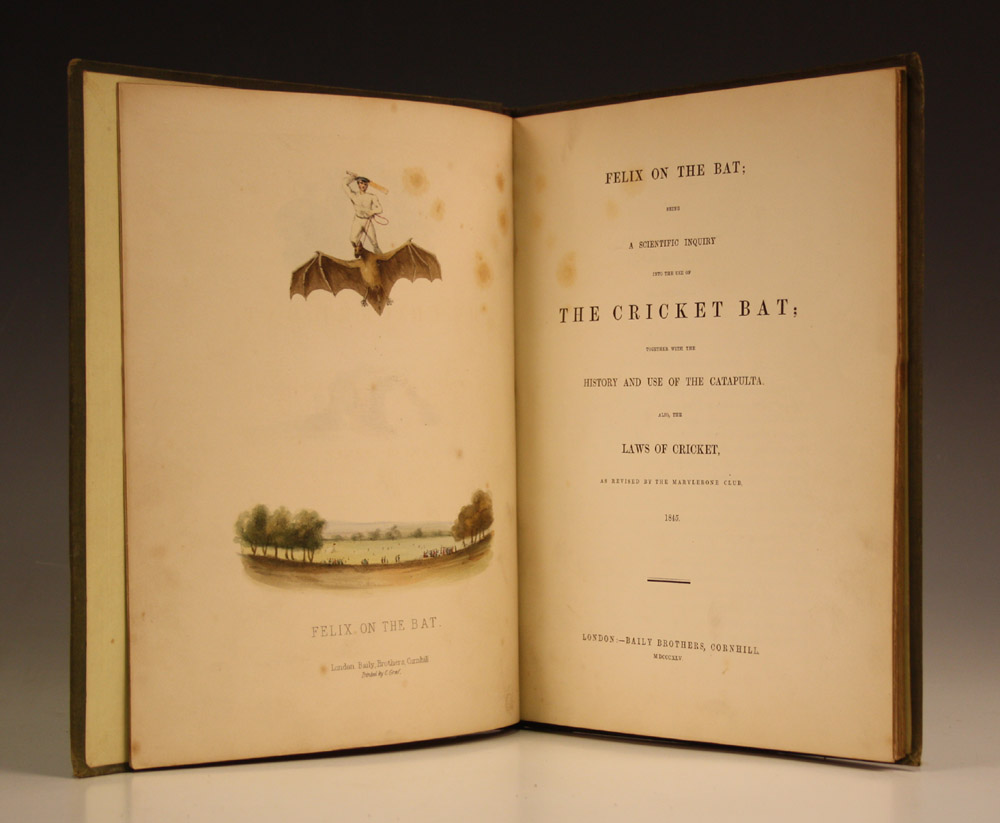 FELIX ON THE BAT.
London. Baily, Brothers, Cornhill
Printed by
FELIX ON THE BAT;
BEING
A SCIENTIFIC INQUIRY
INTO THE USE OF
THE CRICKET BAT;
TOGETHER WITH THE
HISTORY AND USE OF THE CATAPULTA.
ALSO, THE
LAWS OF CRICKET,
AS REVISED BY THE MARYLEBONE CLUB,
1845.
LONDON:—BAILY BROTHERS, CORNHILL.
MDCCCXLV.